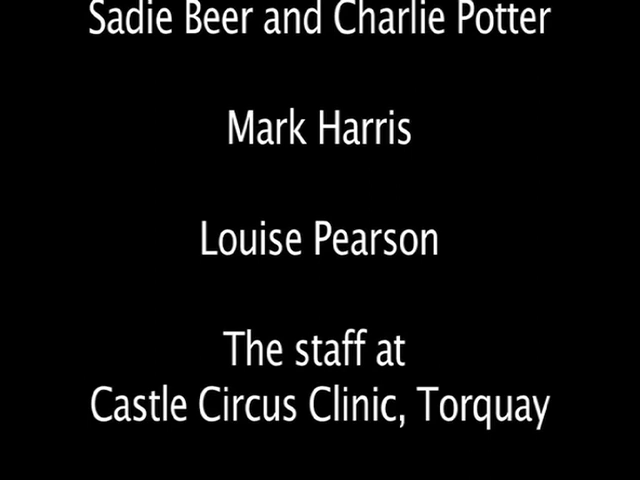 Sadie Beer and Charlie Potter
Mark Harris
Louise Pearson
The staff at
Castle Circus Clinic, Torquay